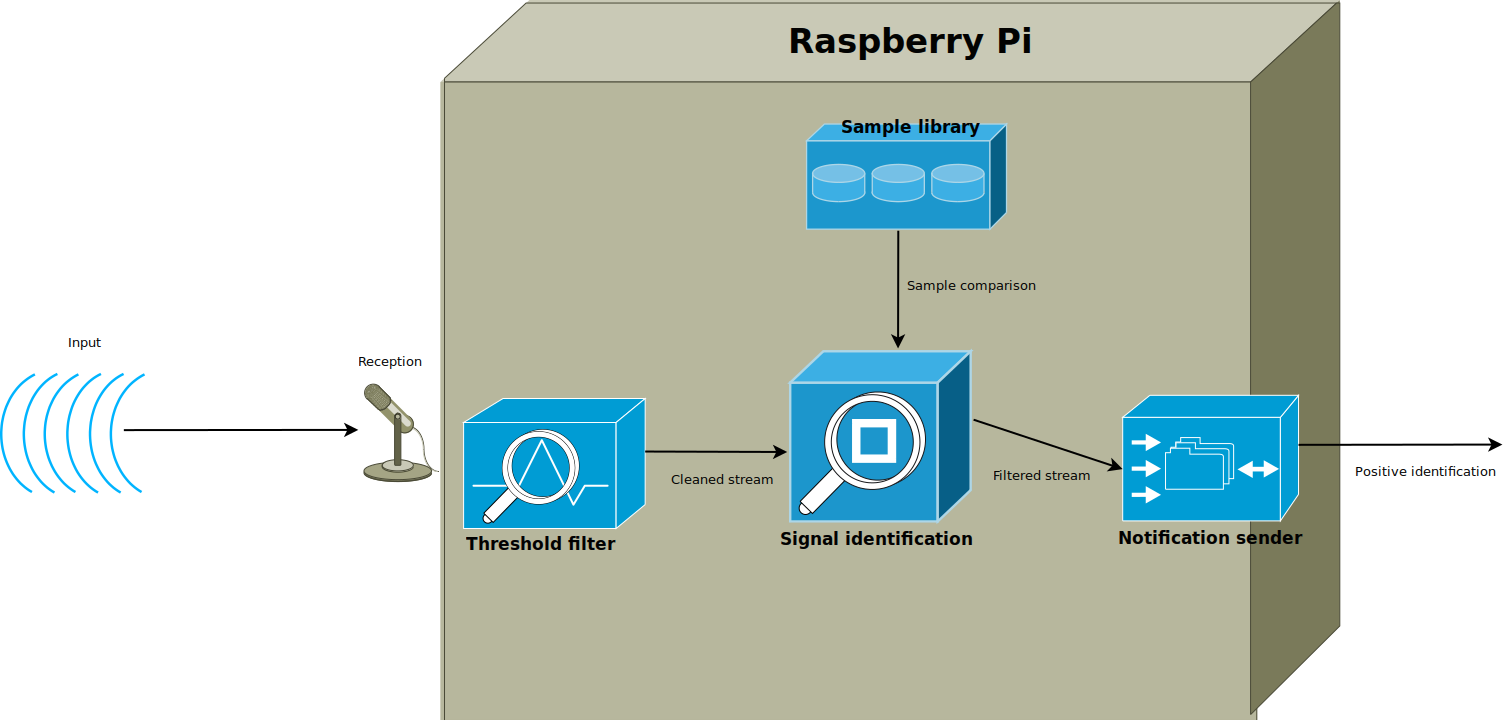 Raspberry Pi
Sample library
Sample comparison
Input
Reception
Cleaned stream
Filtered stream
Positive identification
Threshold filter
Signal identification
Notification sender